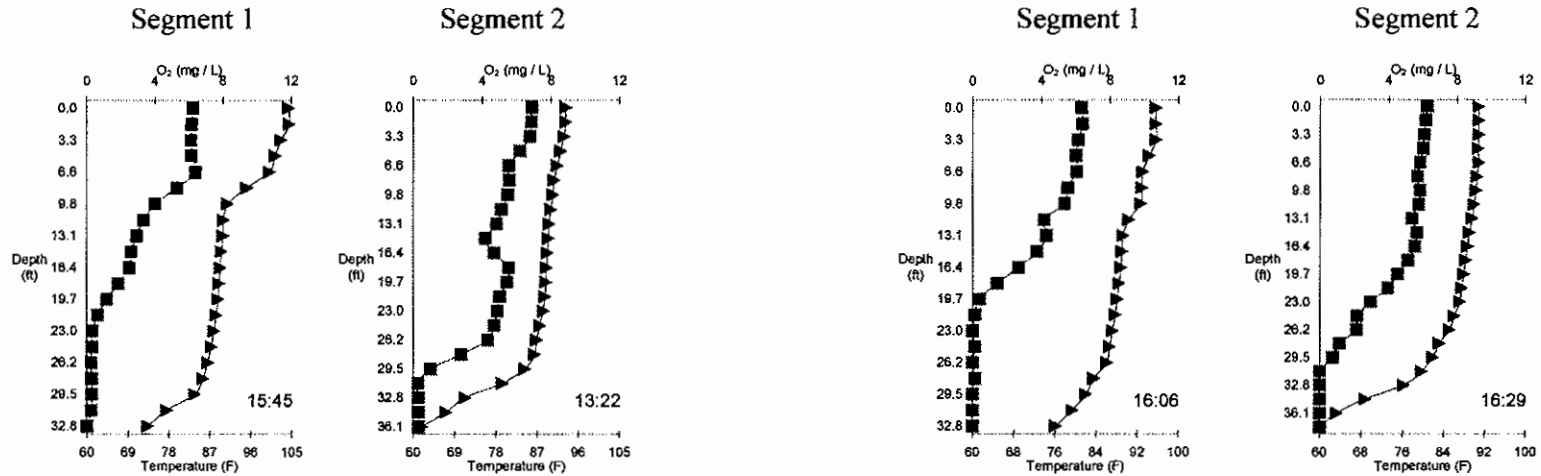 Segment 1
O₂ (mg / L)
0 4 8 12
0.0
3.3
6.6
9.8
13.1
16.4
19.7
23.0
26.2
29.5
32.8
Depth
(ft)
15:45
60 69 78 87 96 105
Temperature (F)
Segment 2
O₂ (mg / L)
0 4 8 12
0.0
3.3
6.6
9.8
13.1
16.4
19.7
23.0
26.2
29.5
32.8
36.1
Depth
(ft)
13:22
60 69 78 87 96 105
Temperature (F)
Segment 1
O₂ (mg / L)
0 4 8 12
0.0
3.3
6.6
9.8
13.1
16.4
19.7
23.0
26.2
29.5
32.8
Depth
(ft)
16:06
60 68 76 84 92 100
Temperature (F)
Segment 2
O₂ (mg / L)
0 4 8 12
0.0
3.3
6.6
9.8
13.1
16.4
19.7
23.0
26.2
29.5
32.8
36.1
Depth
(ft)
16:29
60 68 76 84 92 100
Temperature (F)